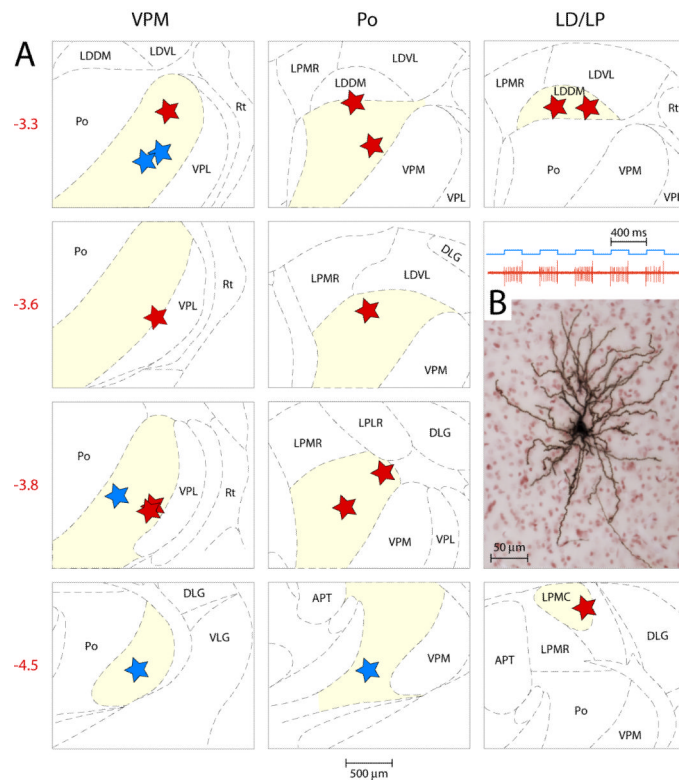 VPM Po LD/LP
A
-3.3
LDDM LDVL Rt Po VPL
LPMR LDVL LDDM VPM VPL
LPMR LDVL LDDM Rt Po VPM VPL
-3.6
Po VPL Rt
DLG LPMR LDVL VPM
400 ms
B
50 µm
-3.8
Po VPL Rt
LPLR LPMR DLG VPM VPL
-4.5
DLG VLG Po
APT VPM
LPMC DLG LPMR APT Po VPM
500 µm